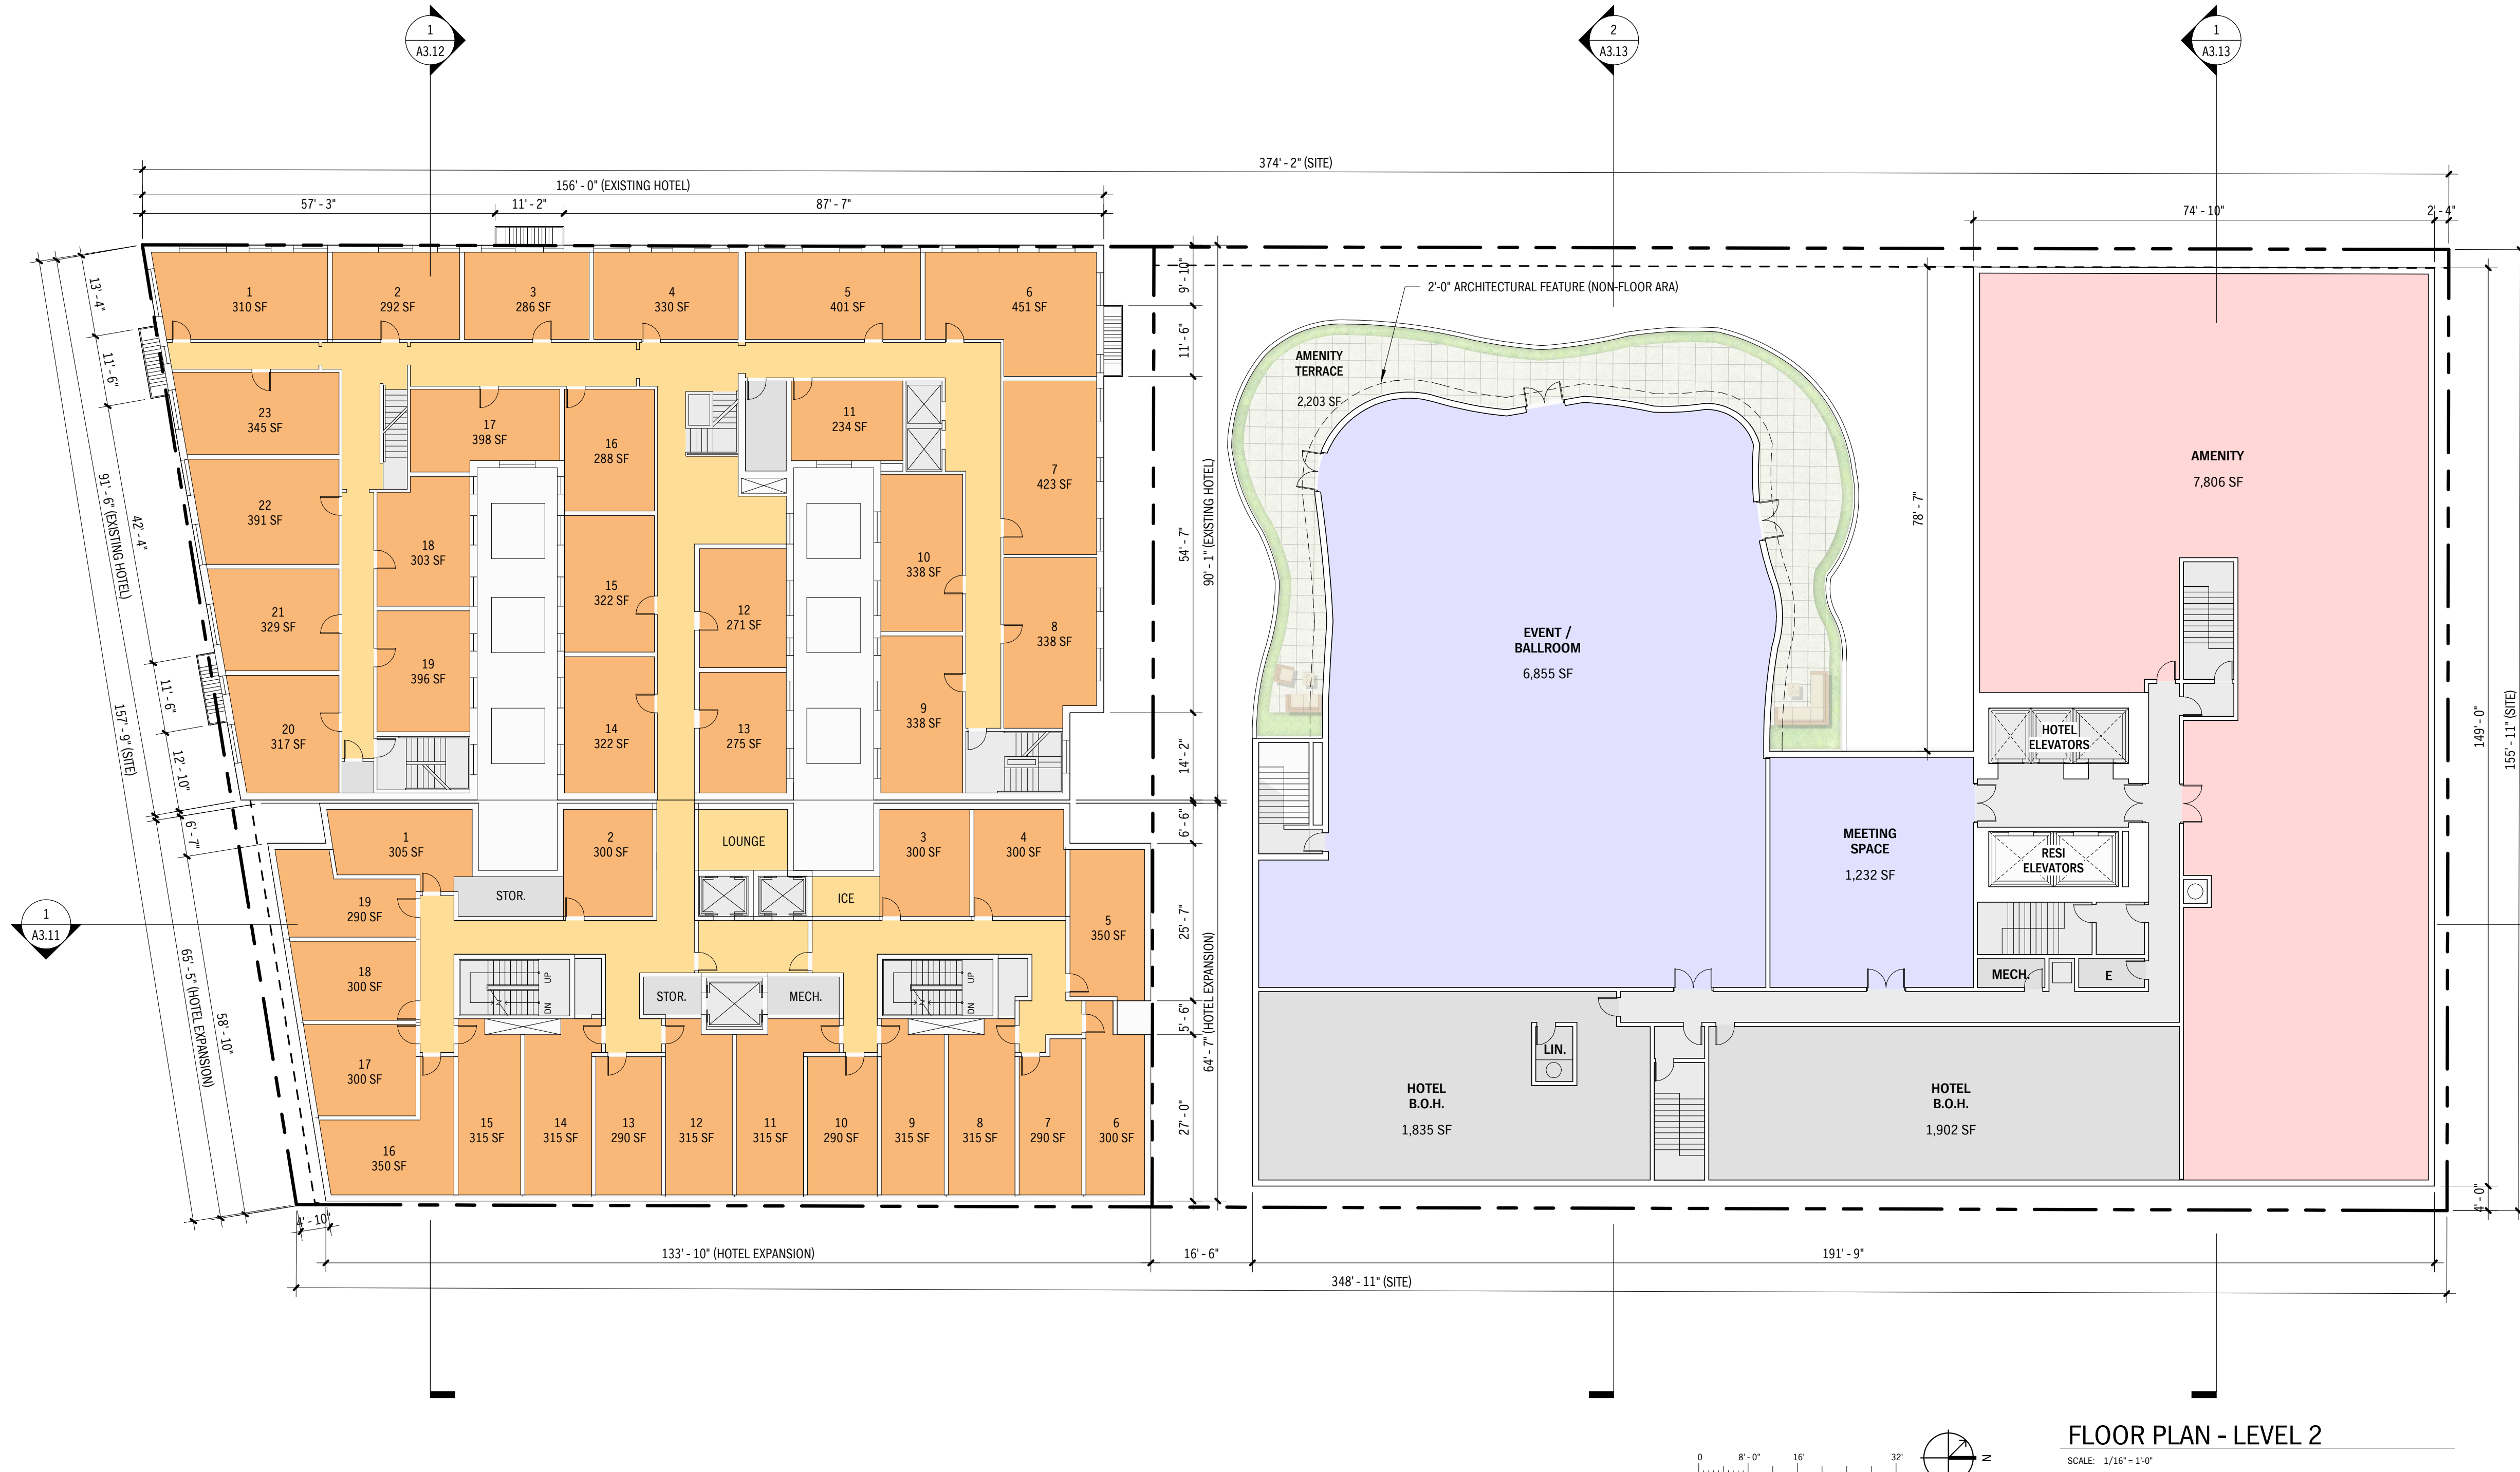 1
A3.12
2
A3.13
1
A3.13
374' - 2" (SITE)
156' - 0" (EXISTING HOTEL)
57' - 3"
11' - 2"
87' - 7"
74' - 10"
2' - 4"
13' - 4"
11' - 6"
42' - 4"
11' - 6"
12' - 10"
6' - 7"
91' - 6" (EXISTING HOTEL)
157' - 9" (SITE)
65' - 5" (HOTEL EXPANSION)
58' - 10"
4' - 10"
1
310 SF
2
292 SF
3
286 SF
4
330 SF
5
401 SF
6
451 SF
23
345 SF
17
398 SF
16
288 SF
11
234 SF
7
423 SF
22
391 SF
18
303 SF
15
322 SF
10
338 SF
12
271 SF
8
338 SF
21
329 SF
19
396 SF
20
317 SF
14
322 SF
13
275 SF
9
338 SF
9' - 10"
11' - 6"
54' - 7"
90' - 1" (EXISTING HOTEL)
14' - 2"
6' - 6"
25' - 7"
5' - 6"
64' - 7" (HOTEL EXPANSION)
27' - 0"
1
305 SF
2
300 SF
LOUNGE
3
300 SF
4
300 SF
STOR.
ICE
19
290 SF
5
350 SF
18
300 SF
UP
DN
STOR.
MECH.
UP
DN
17
300 SF
16
350 SF
15
315 SF
14
315 SF
13
290 SF
12
315 SF
11
315 SF
10
290 SF
9
315 SF
8
315 SF
7
290 SF
6
300 SF
1
A3.11
2'-0" ARCHITECTURAL FEATURE (NON-FLOOR ARA)
AMENITY
TERRACE
2,203 SF
78' - 7"
AMENITY
7,806 SF
EVENT /
BALLROOM
6,855 SF
HOTEL
ELEVATORS
MEETING
SPACE
1,232 SF
RESI
ELEVATORS
MECH.
E
LIN.
HOTEL
B.O.H.
1,835 SF
HOTEL
B.O.H.
1,902 SF
149' - 0"
155' - 11" (SITE)
4' - 0"
133' - 10" (HOTEL EXPANSION)
16' - 6"
191' - 9"
348' - 11" (SITE)
0
8' - 0"
16'
32'
N
FLOOR PLAN - LEVEL 2
SCALE: 1/16" = 1'-0"